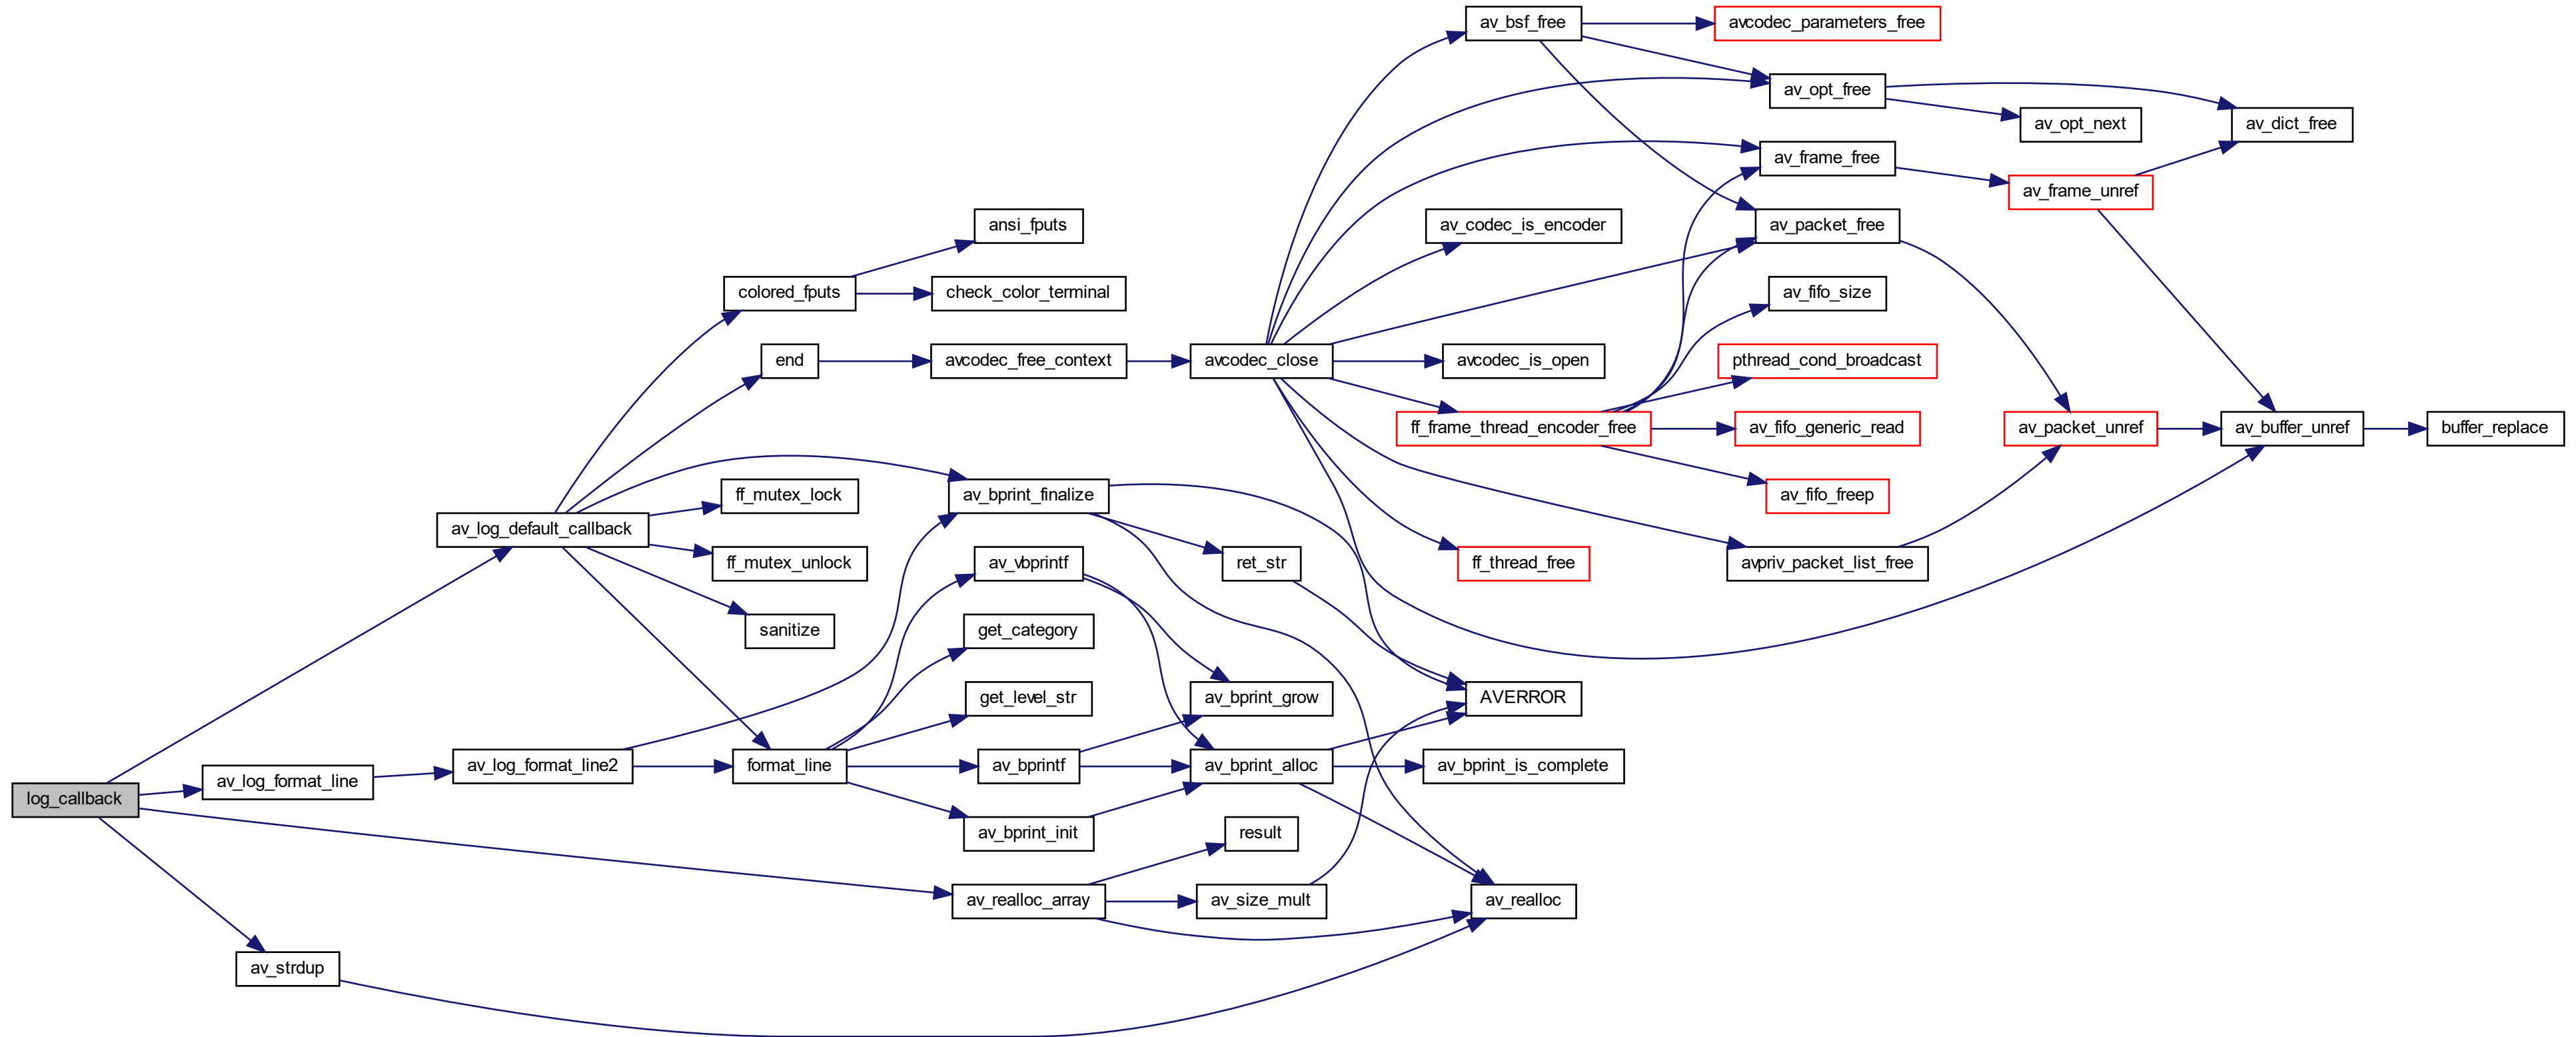 av_bsf_free
avcodec_parameters_free
av_opt_free
av_opt_next
av_dict_free
av_frame_free
av_frame_unref
ansi_fputs
av_codec_is_encoder
av_packet_free
colored_fputs
check_color_terminal
av_fifo_size
end
avcodec_free_context
avcodec_close
avcodec_is_open
pthread_cond_broadcast
ff_frame_thread_encoder_free
av_fifo_generic_read
av_packet_unref
av_buffer_unref
buffer_replace
ff_mutex_lock
av_bprint_finalize
av_fifo_freep
av_log_default_callback
ff_mutex_unlock
av_vbprintf
ret_str
ff_thread_free
avpriv_packet_list_free
sanitize
get_category
get_level_str
av_bprint_grow
AVERROR
log_callback
av_log_format_line
av_log_format_line2
format_line
av_bprintf
av_bprint_alloc
av_bprint_is_complete
av_bprint_init
result
av_realloc_array
av_size_mult
av_realloc
av_strdup